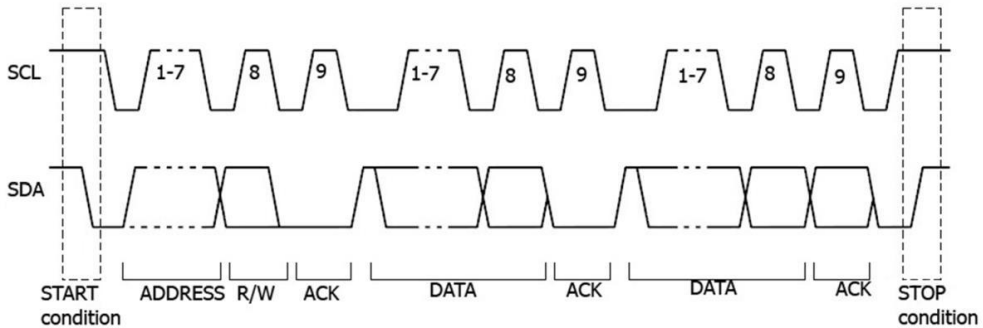 SCL
1-7
8
9
1-7
8
9
1-7
8
9
SDA
START
condition
ADDRESS
R/W
ACK
DATA
ACK
DATA
ACK
STOP
condition